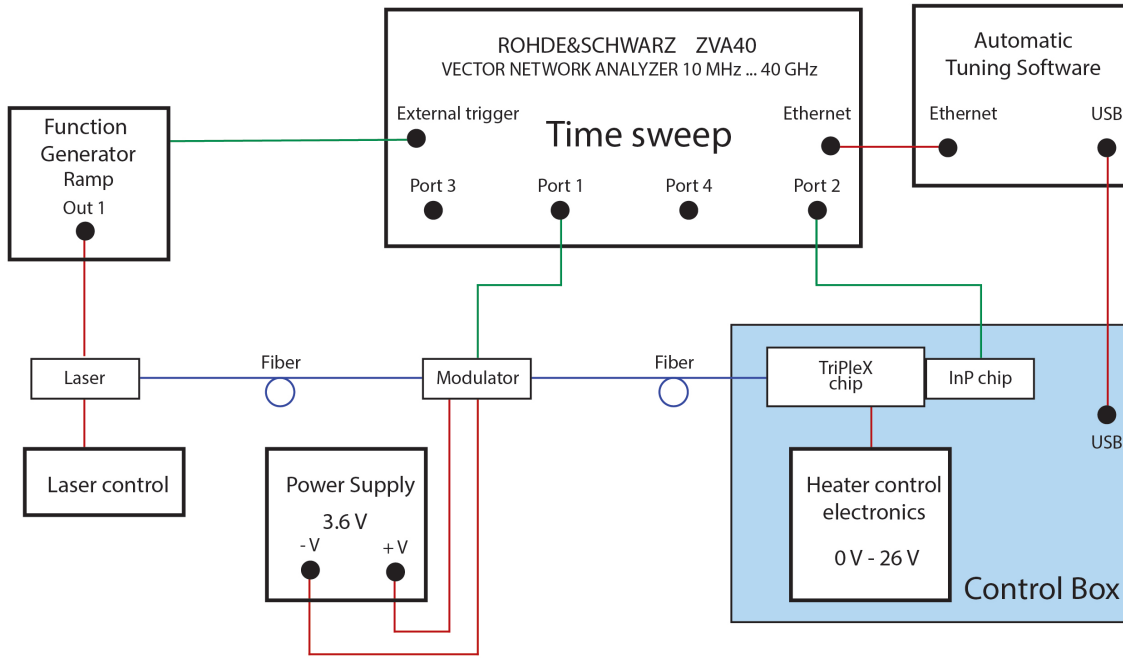 ROHDE&SCHWARZ ZVA40
VECTOR NETWORK ANALYZER 10 MHz ... 40 GHz
External trigger
Time sweep
Ethernet
Port 3
Port 1
Port 4
Port 2
Automatic
Tuning Software
Ethernet
USB
Function
Generator
Ramp
Out 1
Laser
Fiber
Modulator
Fiber
TriPleX
chip
InP chip
USB
Laser control
Power Supply
3.6 V
- V
+ V
Heater control
electronics
0 V - 26 V
Control Box